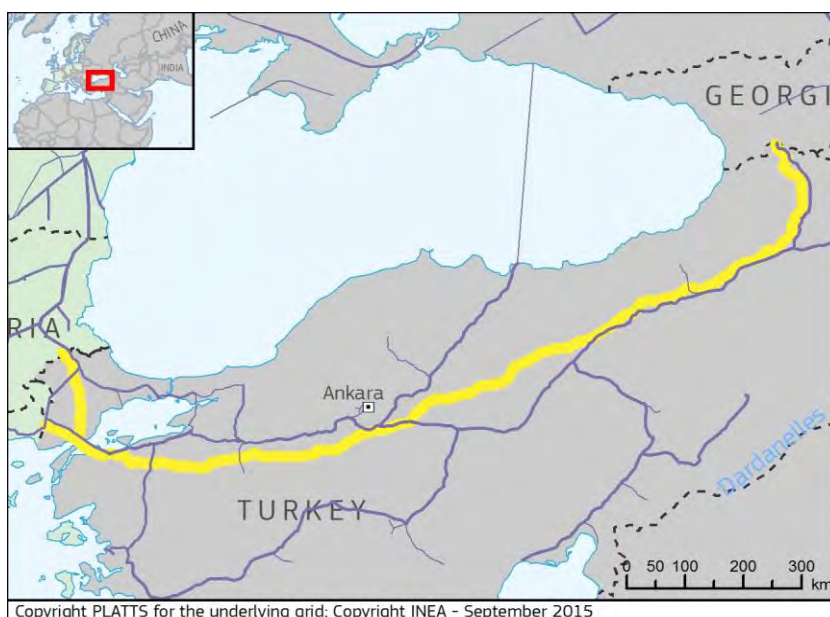 CHINA
INDIA
GEORGI
RIA
Ankara
TURKEY
Dardanelles
0 50 100 200 300
km
Copyright PLATTS for the underlying grid; Copyright INEA - September 2015